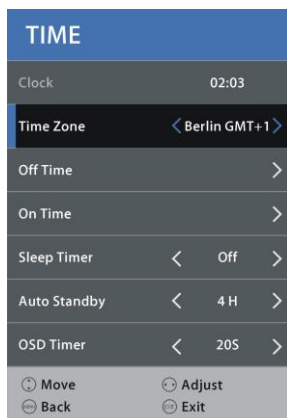 TIME
Clock 02:03
Time Zone Berlin GMT+1
Off Time
On Time
Sleep Timer Off
Auto Standby 4 H
OSD Timer 20S
Move Adjust
Back Exit